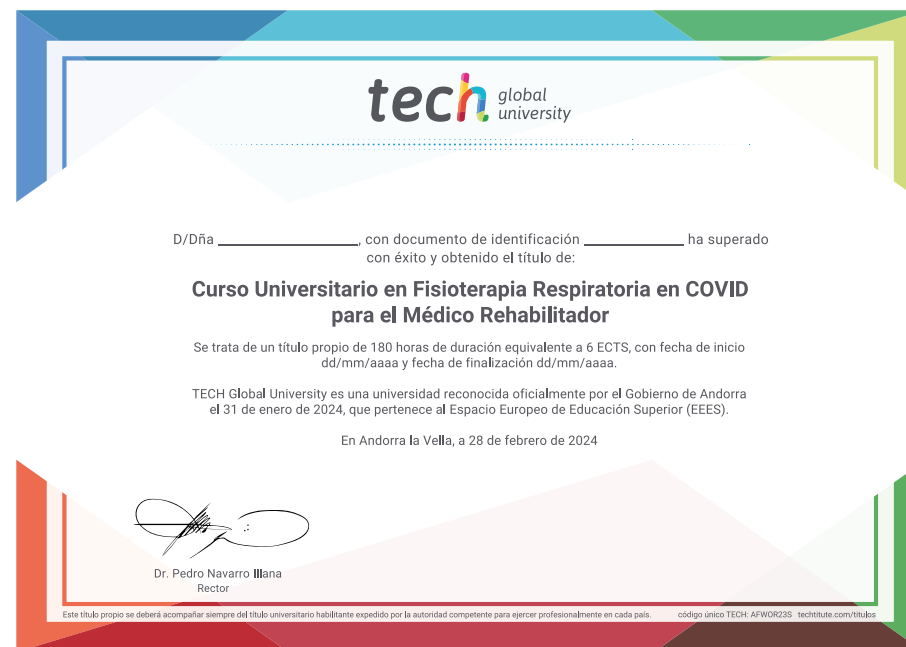 tech global university
D/Dña ____________________, con documento de identificación ______________ ha superado
con éxito y obtenido el título de:
Curso Universitario en Fisioterapia Respiratoria en COVID
para el Médico Rehabilitador
Se trata de un título propio de 180 horas de duración equivalente a 6 ECTS, con fecha de inicio
dd/mm/aaaa y fecha de finalización dd/mm/aaaa.
TECH Global University es una universidad reconocida oficialmente por el Gobierno de Andorra
el 31 de enero de 2024, que pertenece al Espacio Europeo de Educación Superior (EEES).
En Andorra la Vella, a 28 de febrero de 2024
Dr. Pedro Navarro Illana
Rector
Este título propio se deberá acompañar siempre del título universitario habilitante expedido por la autoridad competente para ejercer profesionalmente en cada país. código único TECH: AFWOR23S techtitute.com/titulos